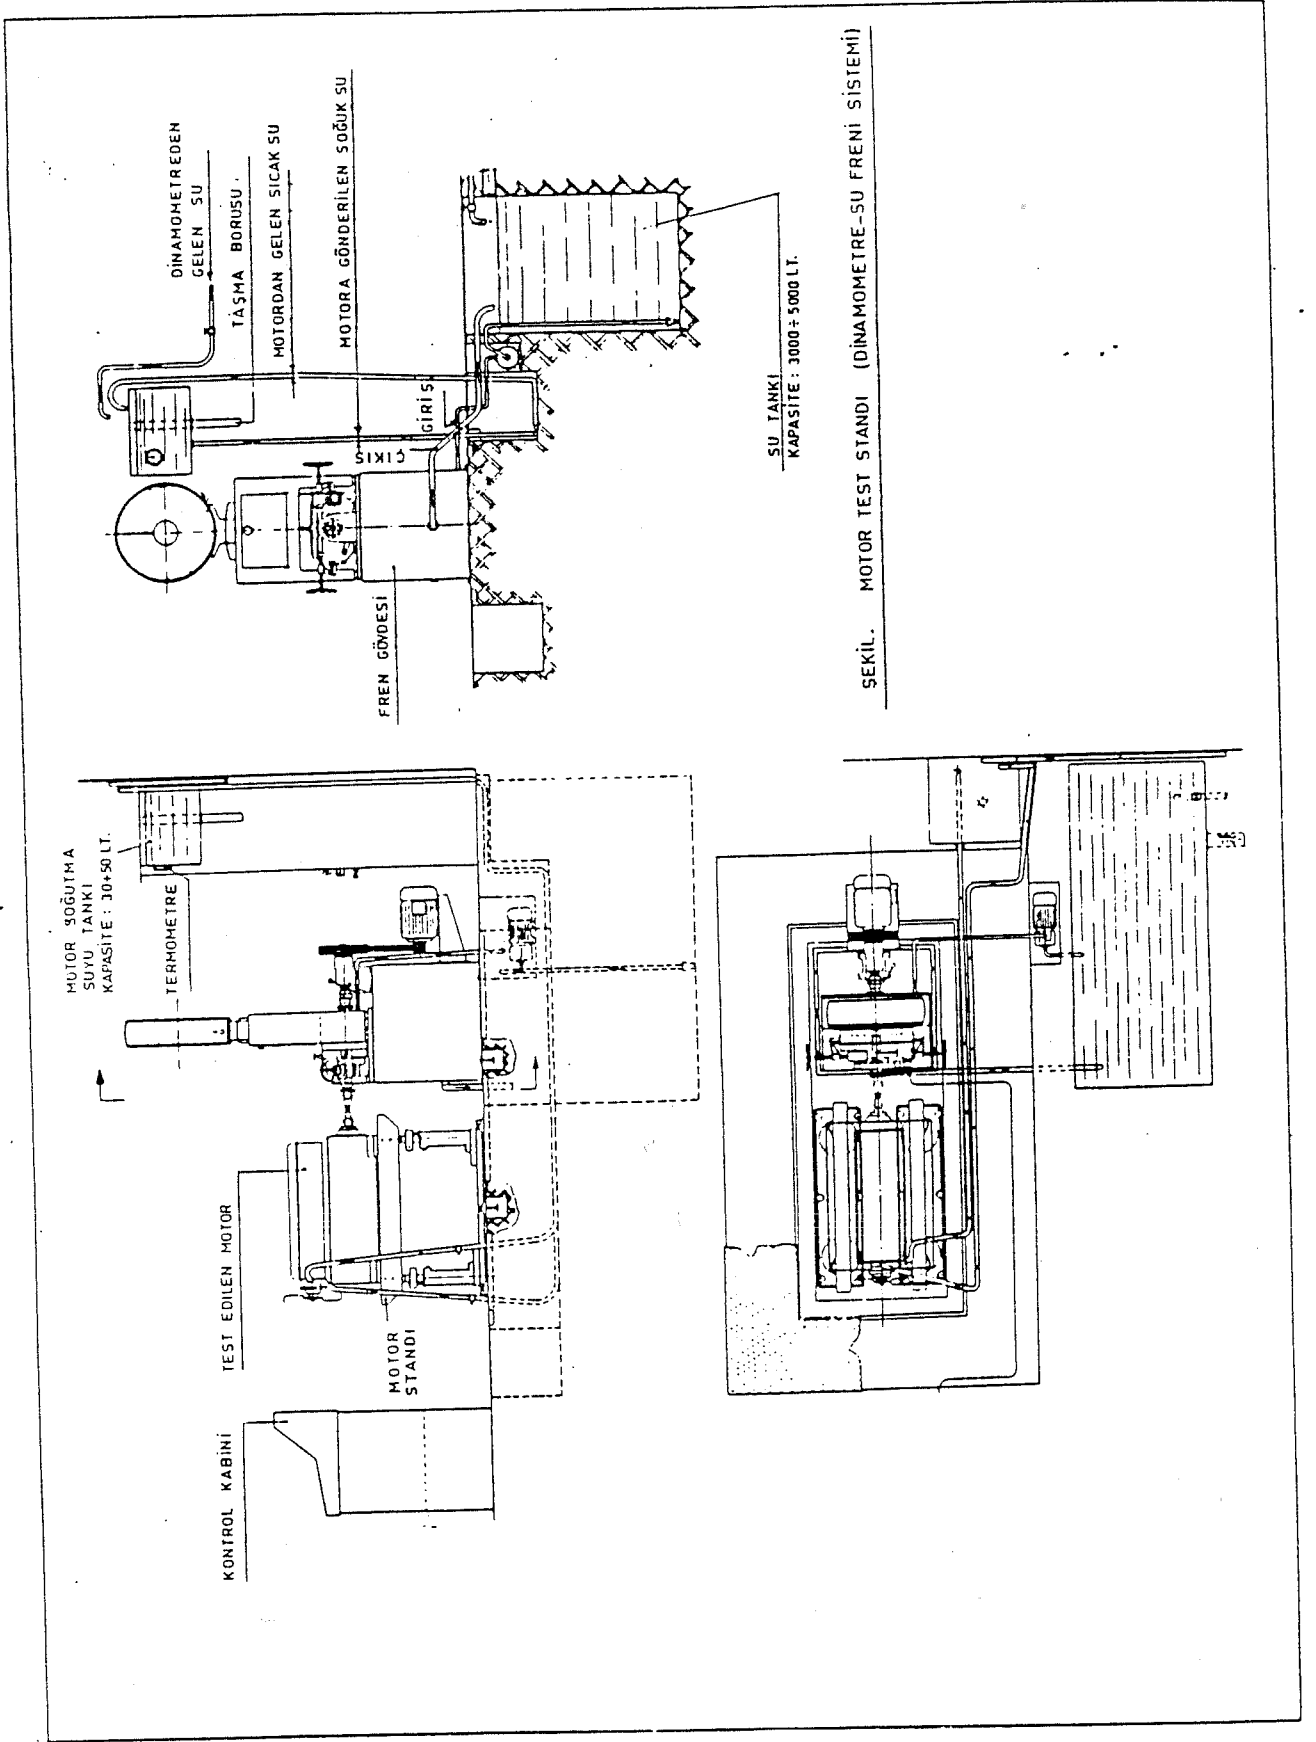 MOTOR SOĞUTMA
SUYU TANKI
KAPASİTE : 30+50 LT.
TERMOMETRE
TEST EDILEN MOTOR
MOTOR
STANDI
KONTROL KABİNİ
DİNAMOMETREDEN
GELEN SU
TAŞMA BORUSU
MOTORDAN GELEN SICAK SU
MOTORA GÖNDERİLEN SOĞUK SU
GİRİŞ
ÇIKIŞ
FREN GÖVDESİ
SU TANKI
KAPASİTE : 3000÷5000 LT.
ŞEKİL. MOTOR TEST STANDI (DİNAMOMETRE-SU FRENİ SİSTEMİ)